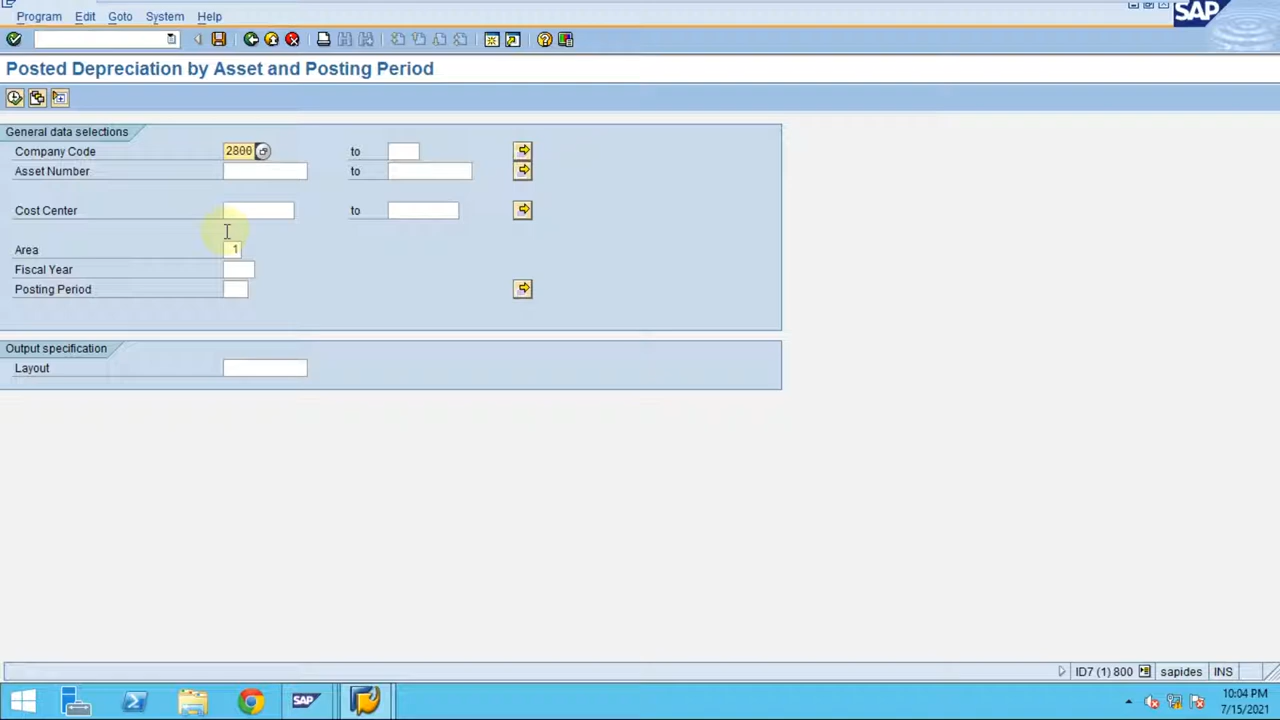 Program Edit Goto System Help
SAP
Posted Depreciation by Asset and Posting Period
General data selections
Company Code 2800 to
Asset Number to
Cost Center to
Area 1
Fiscal Year
Posting Period
Output specification
Layout
ID7 (1) 800 sapides INS
SAP
10:04 PM
7/15/2021